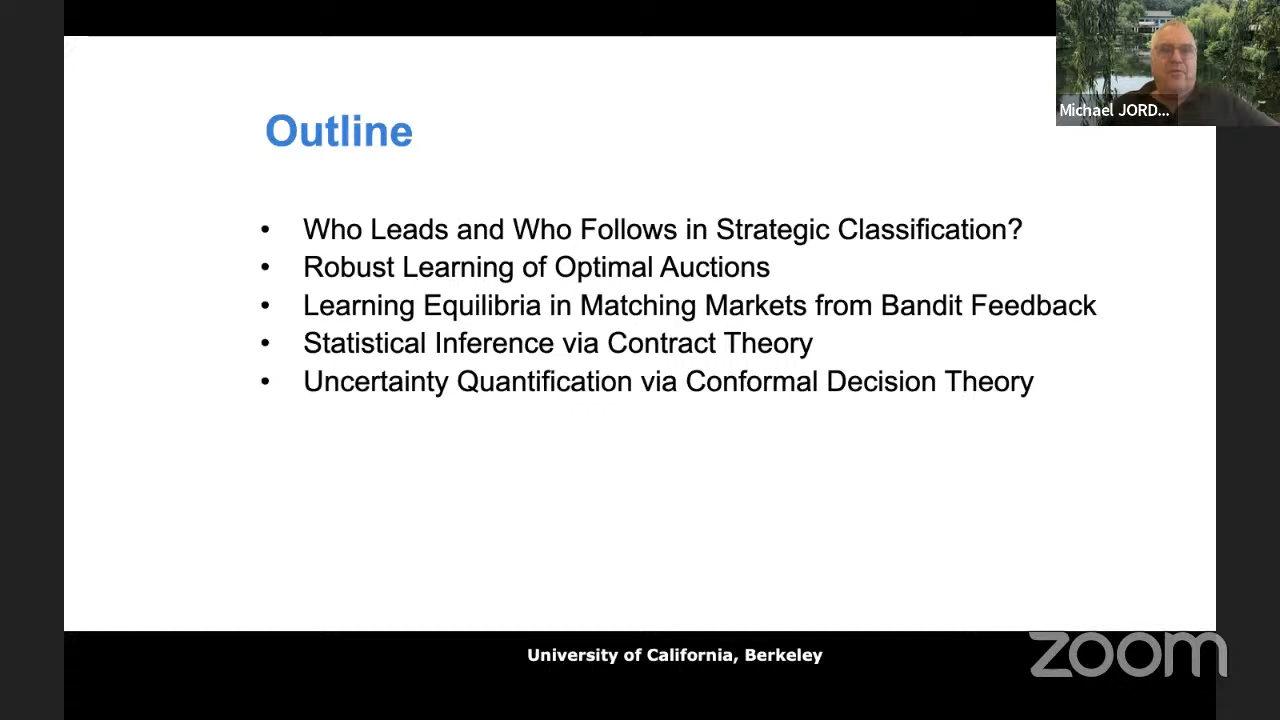 Michael JORD...
Outline
• Who Leads and Who Follows in Strategic Classification?
• Robust Learning of Optimal Auctions
• Learning Equilibria in Matching Markets from Bandit Feedback
• Statistical Inference via Contract Theory
• Uncertainty Quantification via Conformal Decision Theory
University of California, Berkeley
zoom